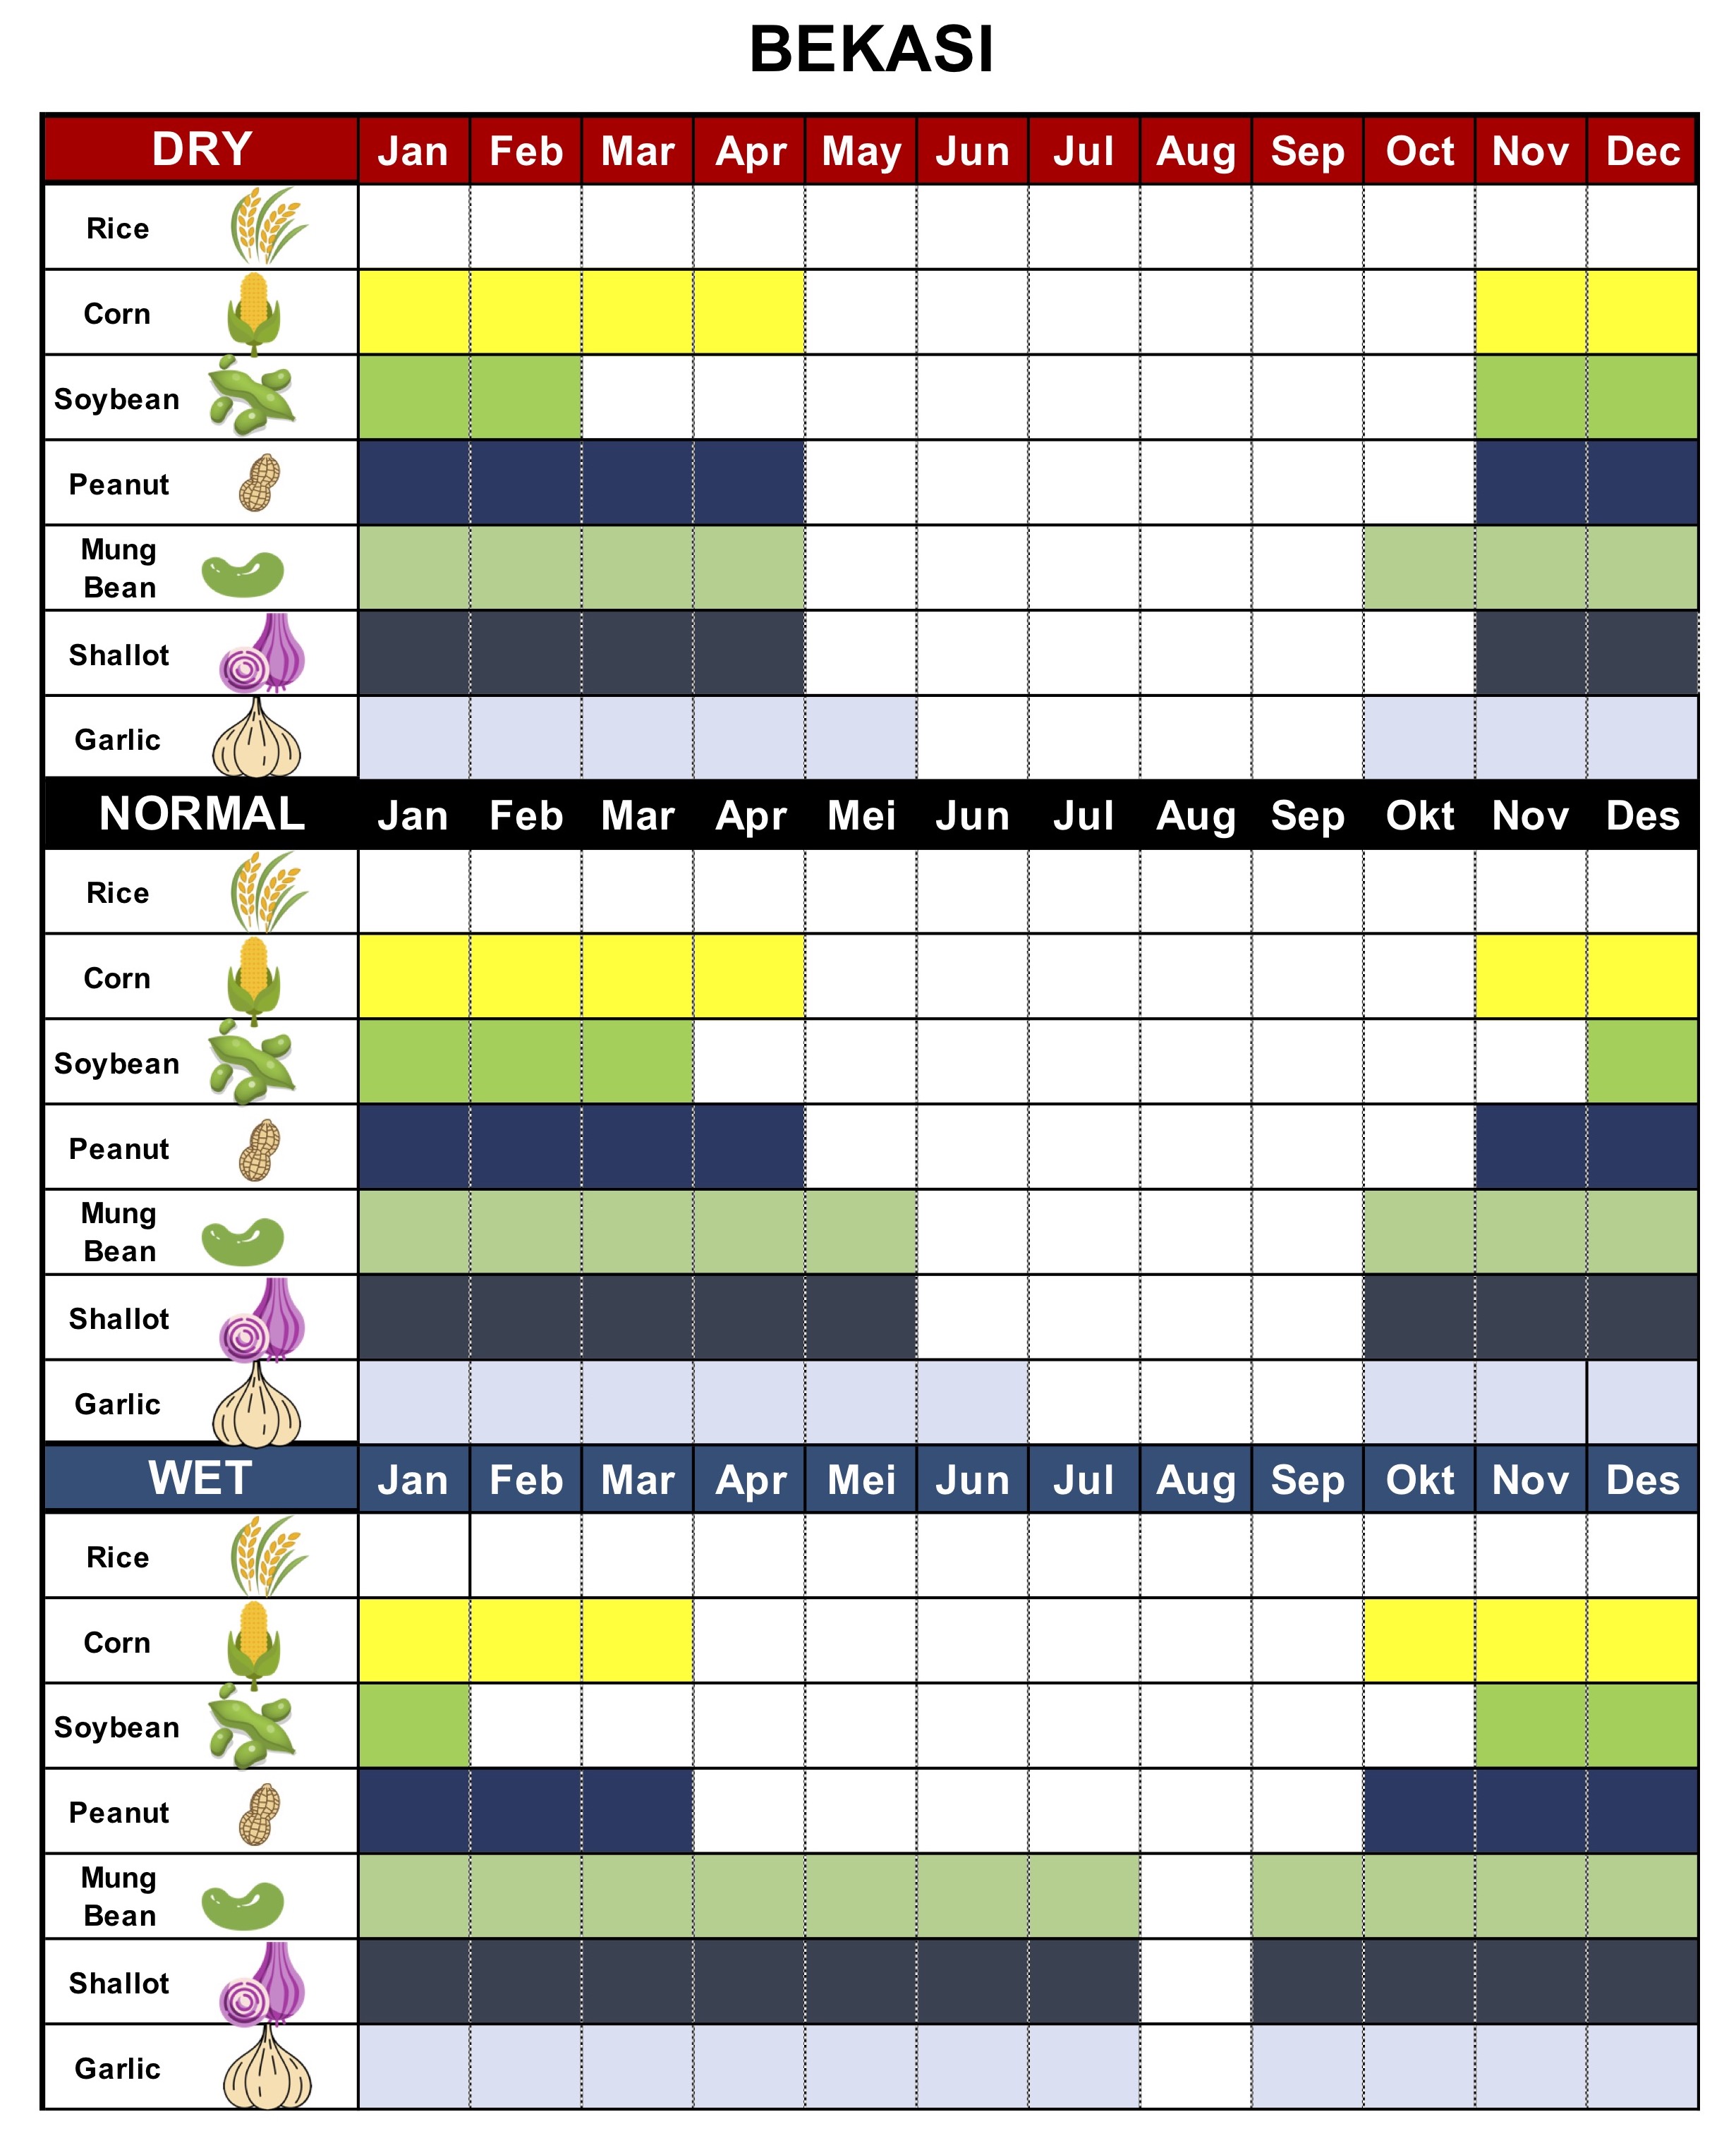 BEKASI
DRY Jan Feb Mar Apr May Jun Jul Aug Sep Oct Nov Dec
Rice
Corn
Soybean
Peanut
Mung
Bean
Shallot
Garlic
NORMAL Jan Feb Mar Apr Mei Jun Jul Aug Sep Okt Nov Des
Rice
Corn
Soybean
Peanut
Mung
Bean
Shallot
Garlic
WET Jan Feb Mar Apr Mei Jun Jul Aug Sep Okt Nov Des
Rice
Corn
Soybean
Peanut
Mung
Bean
Shallot
Garlic